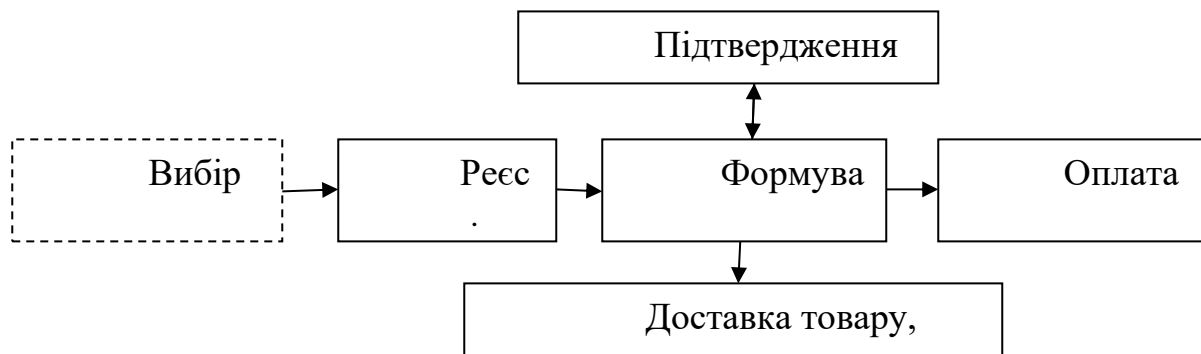 Підтвердження
Вибір
Реєс
.
Формува
Оплата
Доставка товару,